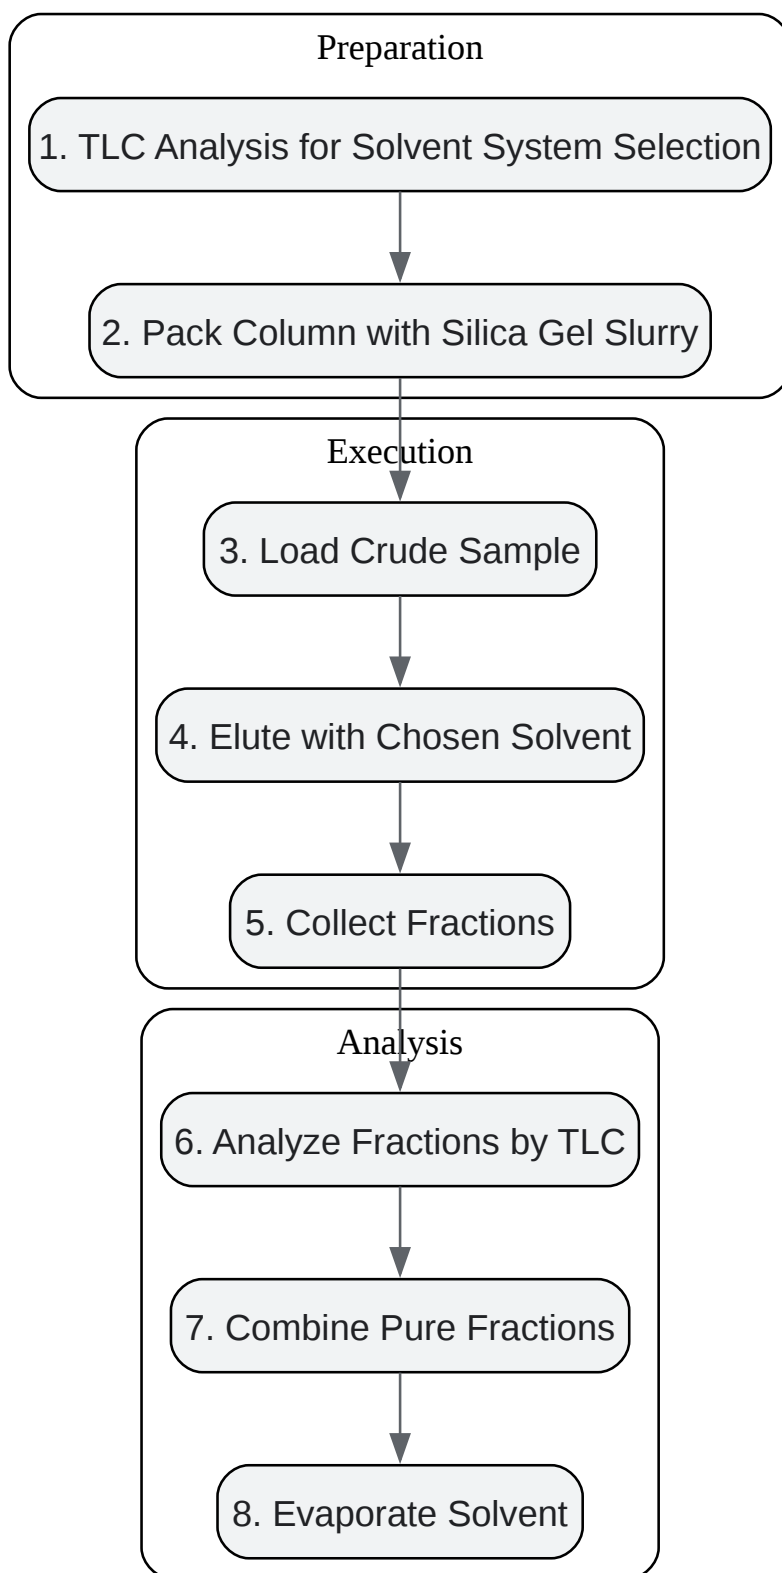 Preparation
1. TLC Analysis for Solvent System Selection
2. Pack Column with Silica Gel Slurry
Execution
3. Load Crude Sample
4. Elute with Chosen Solvent
5. Collect Fractions
Analysis
6. Analyze Fractions by TLC
7. Combine Pure Fractions
8. Evaporate Solvent